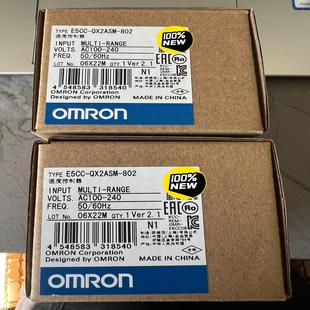 TYPE E5CC-QX2ASM-802
温度控制器
INPUT MULTI-RANGE
VOLTS. AC100-240
FREQ. 50/60Hz
LOT No 06X22M QTY.1 Ver 2.1
4 548583 318540
N1
OMRON Corporation
Designed by OMRON
MADE IN CHINA
100%
NEW
EAC
OMRON
TYPE E5CC-QX2ASM-802
温度控制器
INPUT MULTI-RANGE
VOLTS. AC100-240
FREQ. 50/60Hz
LOT No 06X22M QTY.1 Ver 2.1
4 548583 318540
N1
OMRON Corporation
Designed by OMRON
MADE IN CHINA
100%
NEW
EAC
OMRON